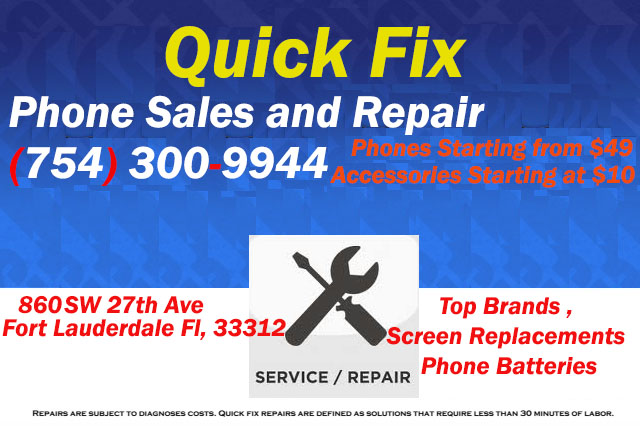 Quick Fix
Phone Sales and Repair
(754) 300-9944
Phones Starting from $49
Accessories Starting at $10
860 SW 27th Ave
Fort Lauderdale Fl, 33312
SERVICE / REPAIR
Top Brands ,
Screen Replacements
Phone Batteries
Repairs are subject to diagnoses costs. Quick fix repairs are defined as solutions that require less than 30 minutes of labor.